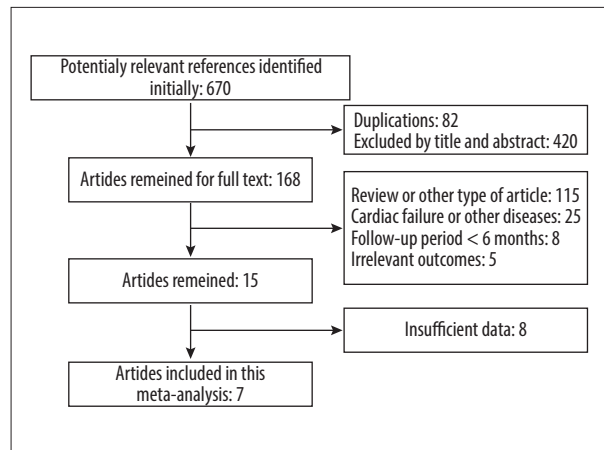 Potentialy relevant references identified
initially: 670
Duplications: 82
Excluded by title and abstract: 420
Artides remeined for full text: 168
Review or other type of article: 115
Cardiac failure or other diseases: 25
Follow-up period < 6 months: 8
Irrelevant outcomes: 5
Artides remeined: 15
Insufficient data: 8
Artides included in this
meta-analysis: 7